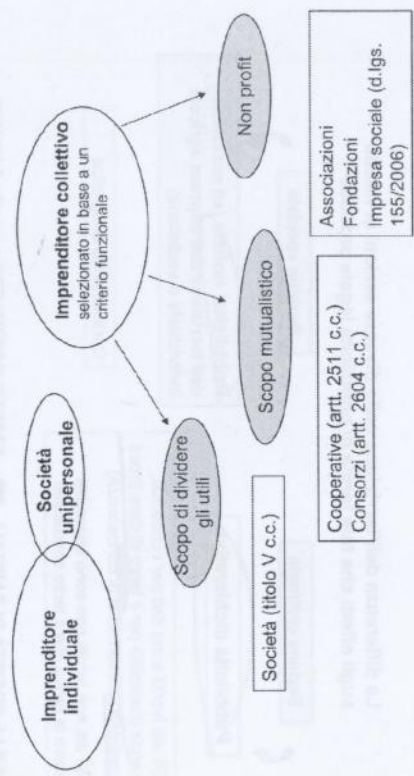 Imprenditore
individuale
Società
unipersonale
Imprenditore collettivo
selezionato in base a un
criterio funzionale
Scopo di dividere
gli utili
Scopo mutualistico
Non profit
Società (titolo V c.c.)
Cooperative (artt. 2511 c.c.)
Consorzi (artt. 2604 c.c.)
Associazioni
Fondazioni
Impresa sociale (d.lgs.
155/2006)